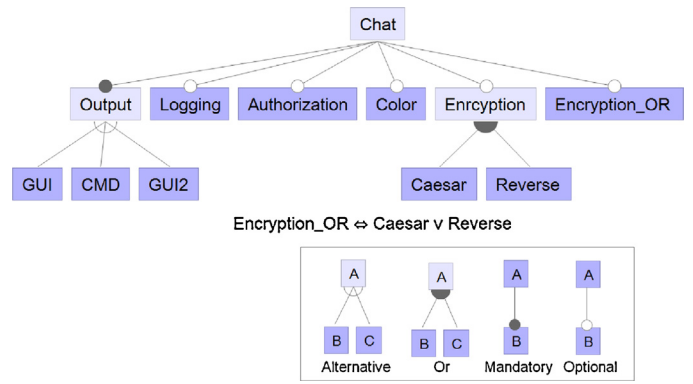 Chat
Output Logging Authorization Color Enrcyption Encryption_OR
GUI CMD GUI2 Caesar Reverse
Encryption_OR ⇔ Caesar v Reverse
A A A A
B C B C B B
Alternative Or Mandatory Optional